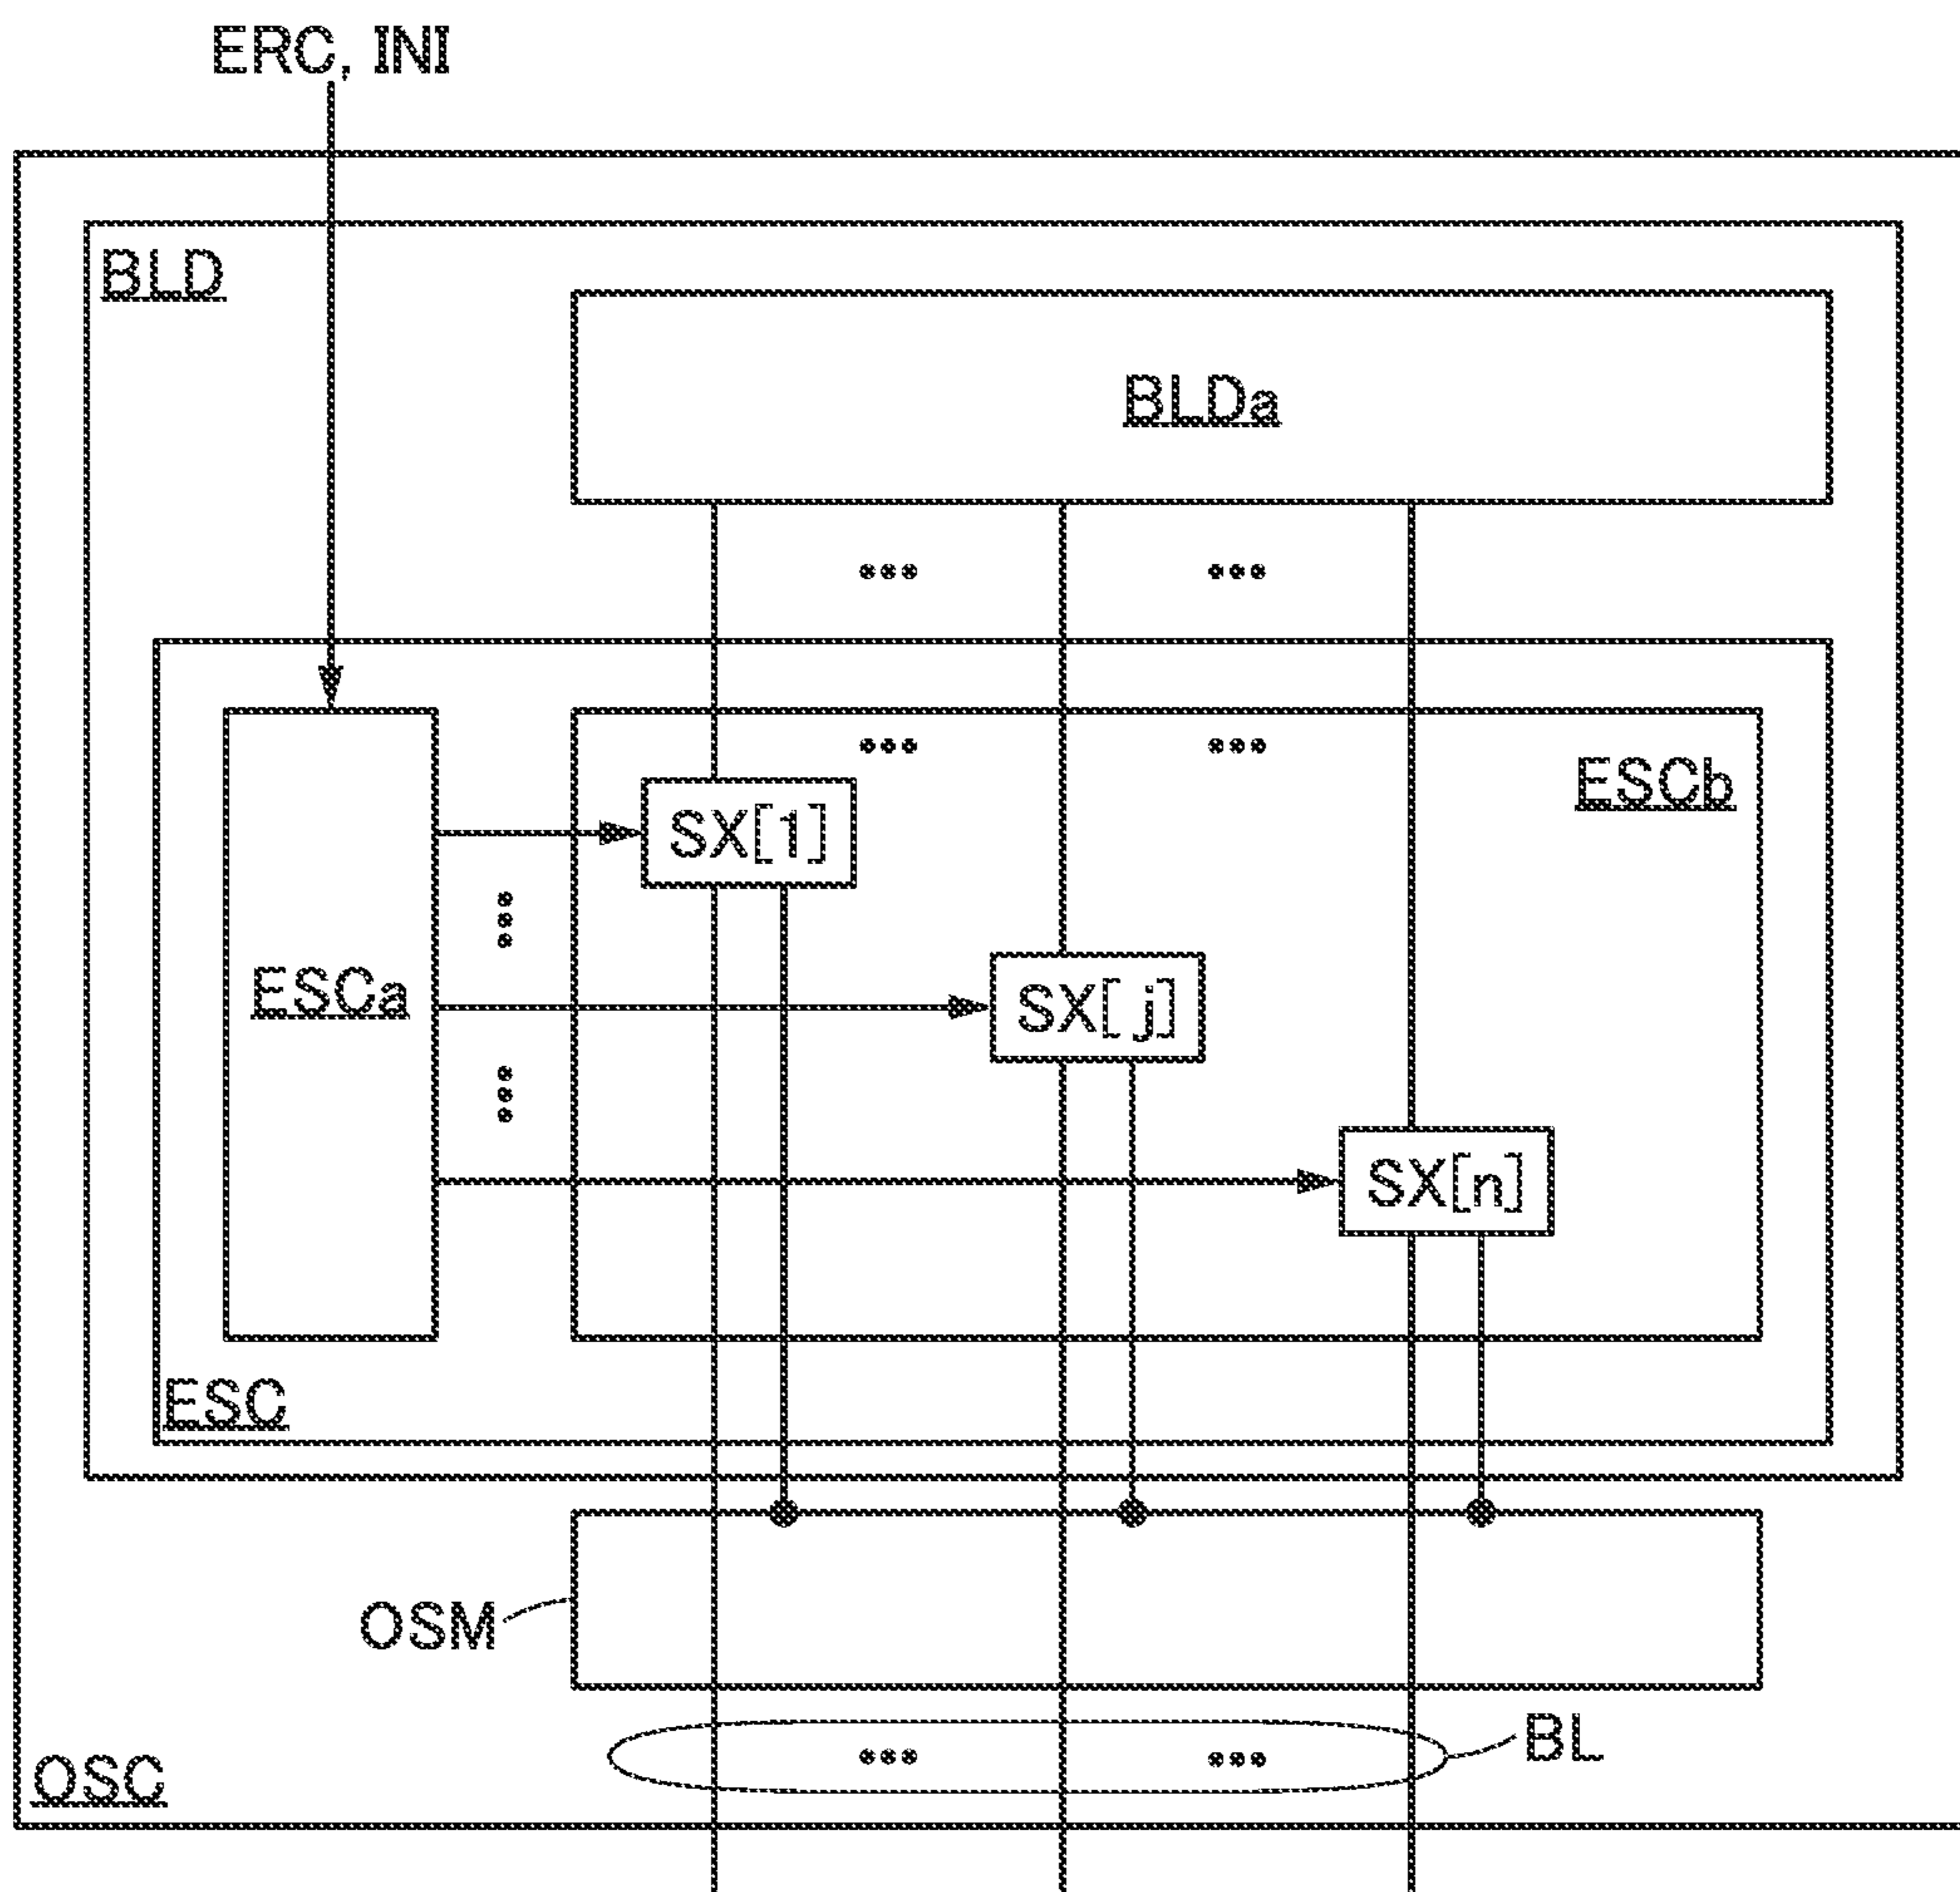 ERC, INI
BLD
BLDa
ESCb
SX[1]
ESCa
SX[j]
SX[n]
ESC
OSM
BL
OSC